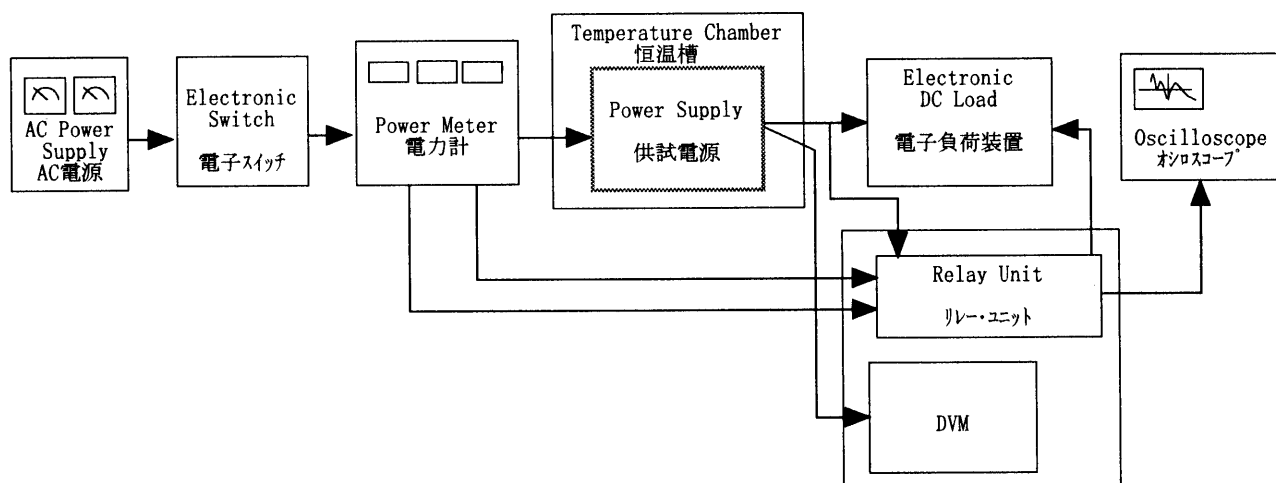 AC Power
Supply
AC電源
Electronic
Switch
電子スイッチ
Power Meter
電力計
Temperature Chamber
恒温槽
Power Supply
供試電源
Electronic
DC Load
電子負荷装置
Oscilloscope
オシロスコープ
Relay Unit
リレー・ユニット
DVM